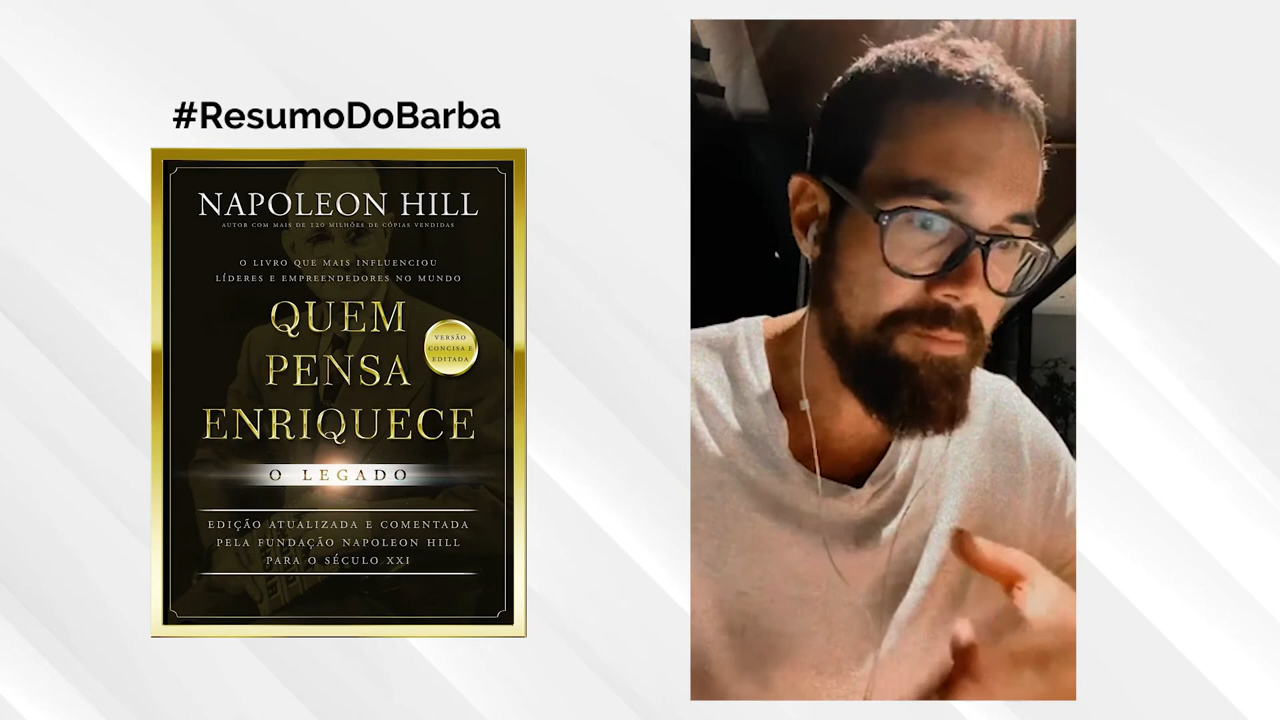 #ResumoDoBarba
NAPOLEON HILL
AUTOR COM MAIS DE 120 MILHÕES DE CÓPIAS VENDIDAS
O LIVRO QUE MAIS INFLUENCIOU
LÍDERES E EMPREENDEDORES NO MUNDO
QUEM
PENSA
ENRIQUECE
VERSÃO
CONCISA E
EDITADA
O LEGADO
EDIÇÃO ATUALIZADA E COMENTADA
PELA FUNDAÇÃO NAPOLEON HILL
PARA O SÉCULO XXI